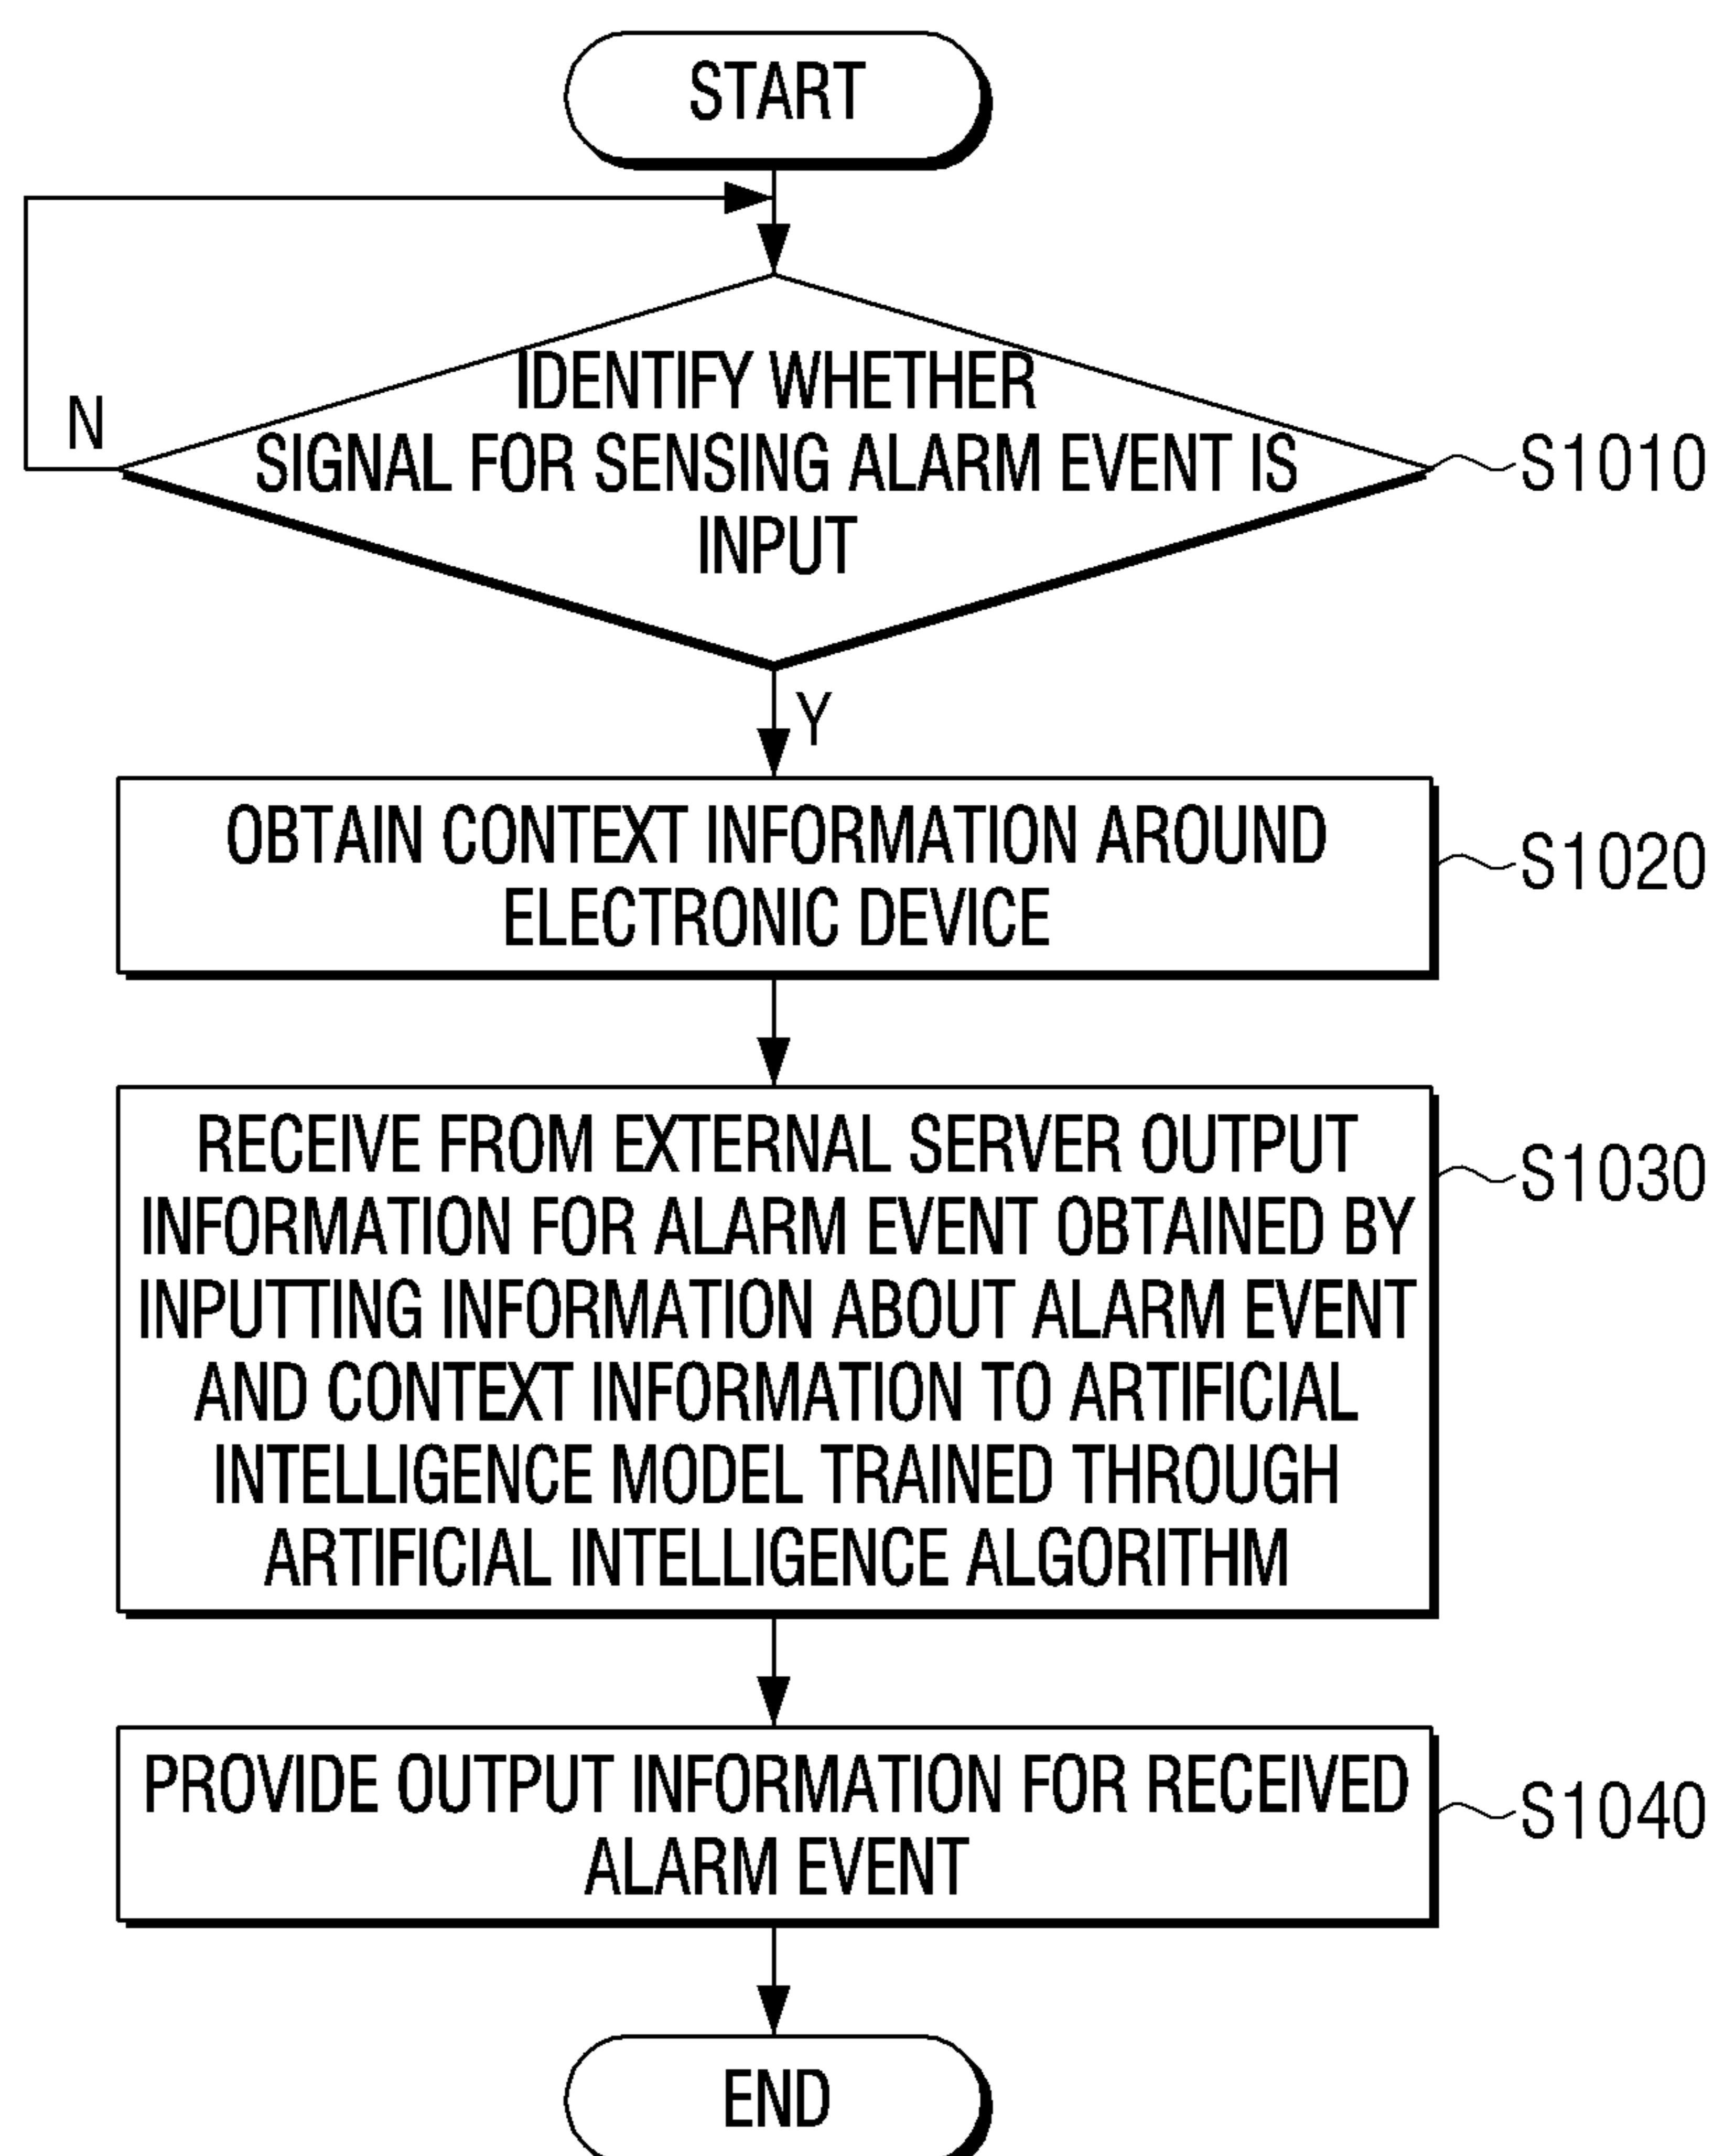 START
IDENTIFY WHETHER
SIGNAL FOR SENSING ALARM EVENT IS
INPUT
N
S1010
Y
OBTAIN CONTEXT INFORMATION AROUND
ELECTRONIC DEVICE
S1020
RECEIVE FROM EXTERNAL SERVER OUTPUT
INFORMATION FOR ALARM EVENT OBTAINED BY
INPUTTING INFORMATION ABOUT ALARM EVENT
AND CONTEXT INFORMATION TO ARTIFICIAL
INTELLIGENCE MODEL TRAINED THROUGH
ARTIFICIAL INTELLIGENCE ALGORITHM
S1030
PROVIDE OUTPUT INFORMATION FOR RECEIVED
ALARM EVENT
S1040
END